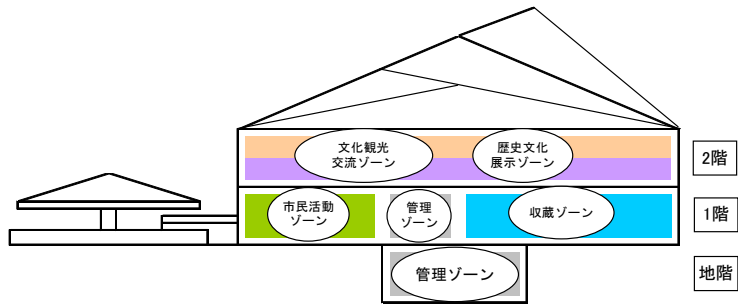 文化観光
交流ゾーン
歴史文化
展示ゾーン
2階
市民活動
ゾーン
管理
ゾーン
収蔵ゾーン
1階
管理ゾーン
地階